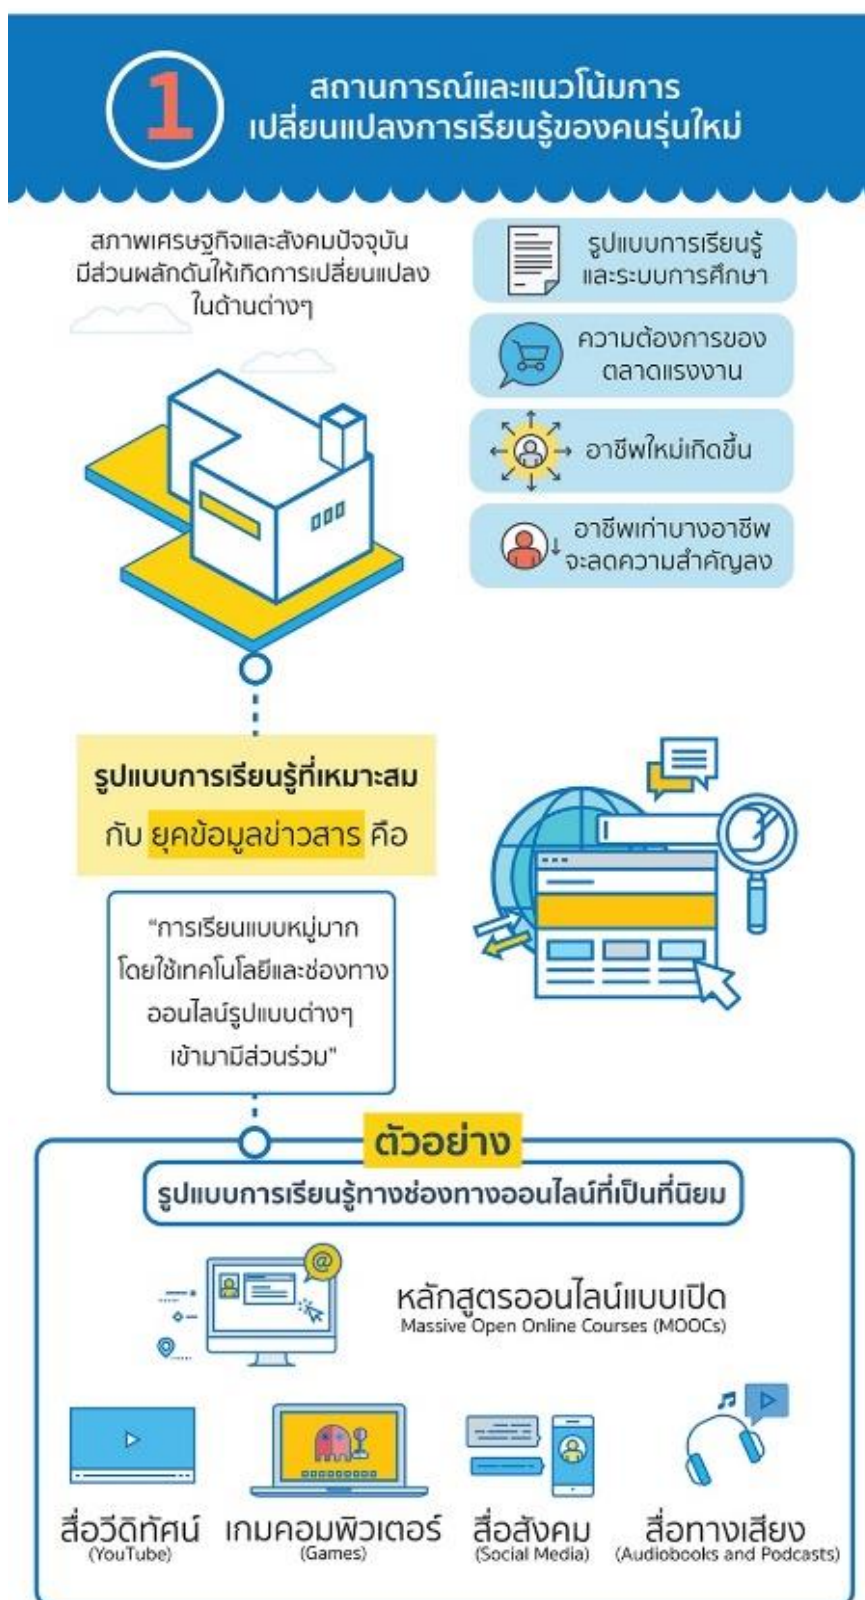 1
สถานการณ์และแนวโน้มการ
เปลี่ยนแปลงการเรียนรู้ของคนรุ่นใหม่
สภาพเศรษฐกิจและสังคมปัจจุบัน
มีส่วนผลักดันให้เกิดการเปลี่ยนแปลง
ในด้านต่างๆ
รูปแบบการเรียนรู้
และระบบการศึกษา
ความต้องการของ
ตลาดแรงงาน
อาชีพใหม่เกิดขึ้น
อาชีพเก่าบางอาชีพ
จะลดความสำคัญลง
รูปแบบการเรียนรู้ที่เหมาะสม
กับ ยุคข้อมูลข่าวสาร คือ
"การเรียนแบบหมู่มาก
โดยใช้เทคโนโลยีและช่องทาง
ออนไลน์รูปแบบต่างๆ
เข้ามามีส่วนร่วม"
ตัวอย่าง
รูปแบบการเรียนรู้ทางช่องทางออนไลน์ที่เป็นที่นิยม
@
หลักสูตรออนไลน์แบบเปิด
Massive Open Online Courses (MOOCs)
สื่อวีดิทัศน์
(YouTube)
เกมคอมพิวเตอร์
(Games)
สื่อสังคม
(Social Media)
สื่อทางเสียง
(Audiobooks and Podcasts)